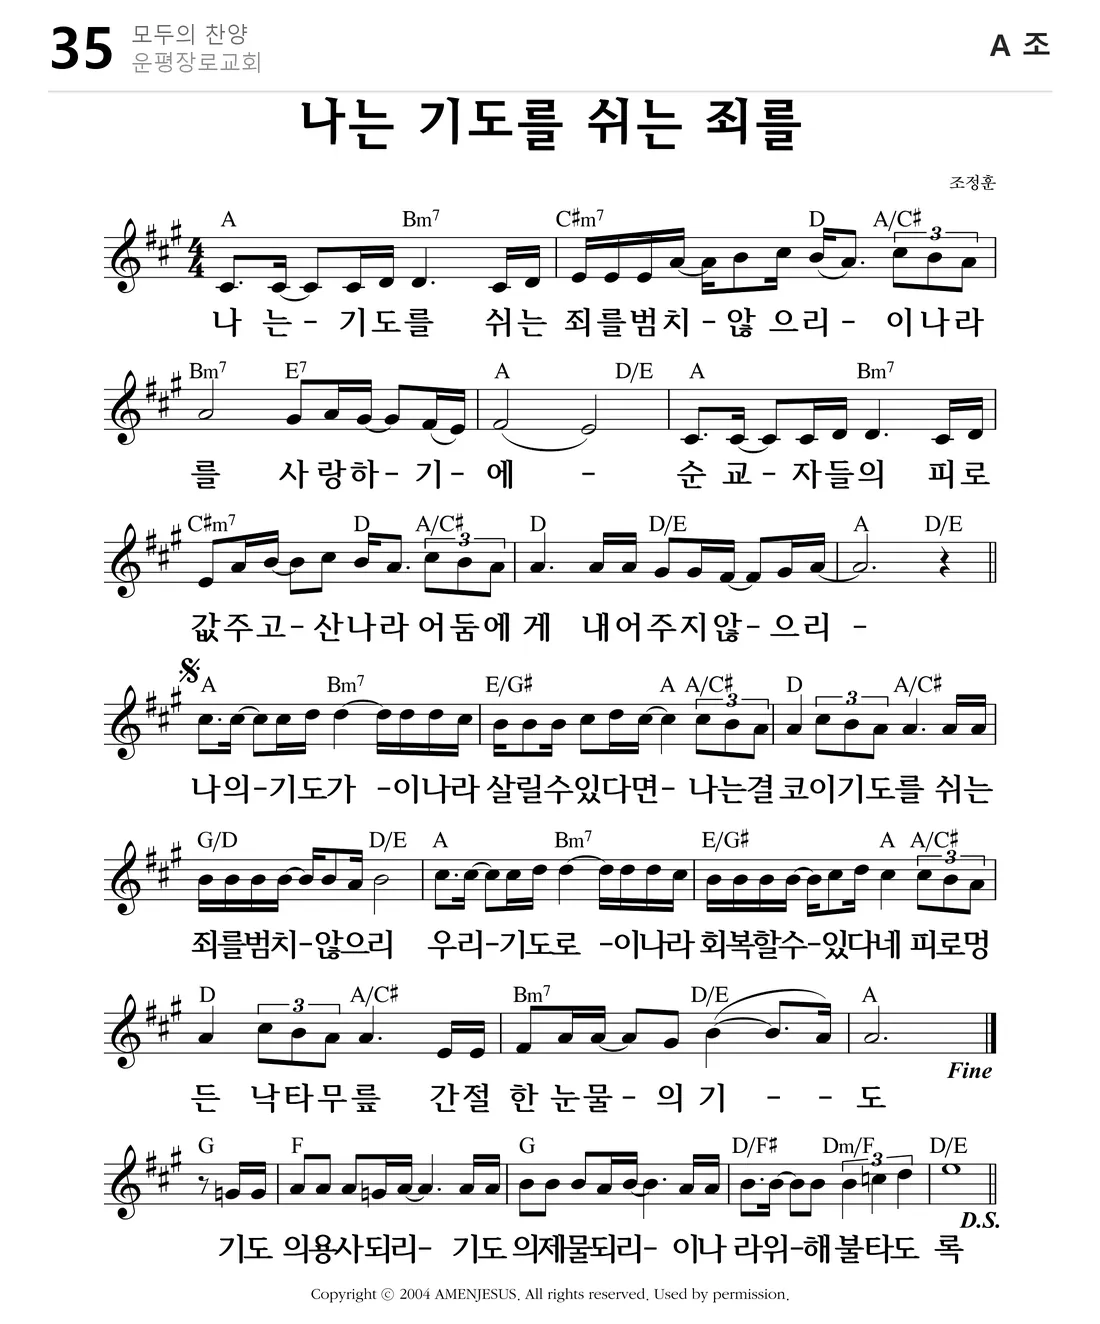 35
모두의 찬양
운평장로교회
A 조
나는 기도를 쉬는 죄를
조정훈
A Bm7 C#m7 D A/C#
3
나 는- 기도를 쉬는 죄를범치-않 으리- 이나라
Bm7 E7 A D/E A Bm7
를 사랑하-기- 에 - 순 교-자들의 피로
C#m7 D A/C# D D/E A D/E
3
값주고-산나라 어둠에 게 내어주지않-으리 -
A Bm7 E/G# A A/C# D A/C#
3 3
나의-기도가 -이나라 살릴수있다면- 나는결 코이기도를 쉬는
G/D D/E A Bm7 E/G# A A/C#
3
죄를범치-않으리 우리-기도로 -이나라 회복할수-있다네 피로멍
D A/C# Bm7 D/E A
3
Fine
든 낙타무릎 간절 한 눈물- 의 기 - - 도
G F G D/F# Dm/F D/E
3
D.S.
기도 의용사되리- 기도 의제물되리- 이나 라위-해 불타도 록
Copyright ⓒ 2004 AMENJESUS. All rights reserved. Used by permission.